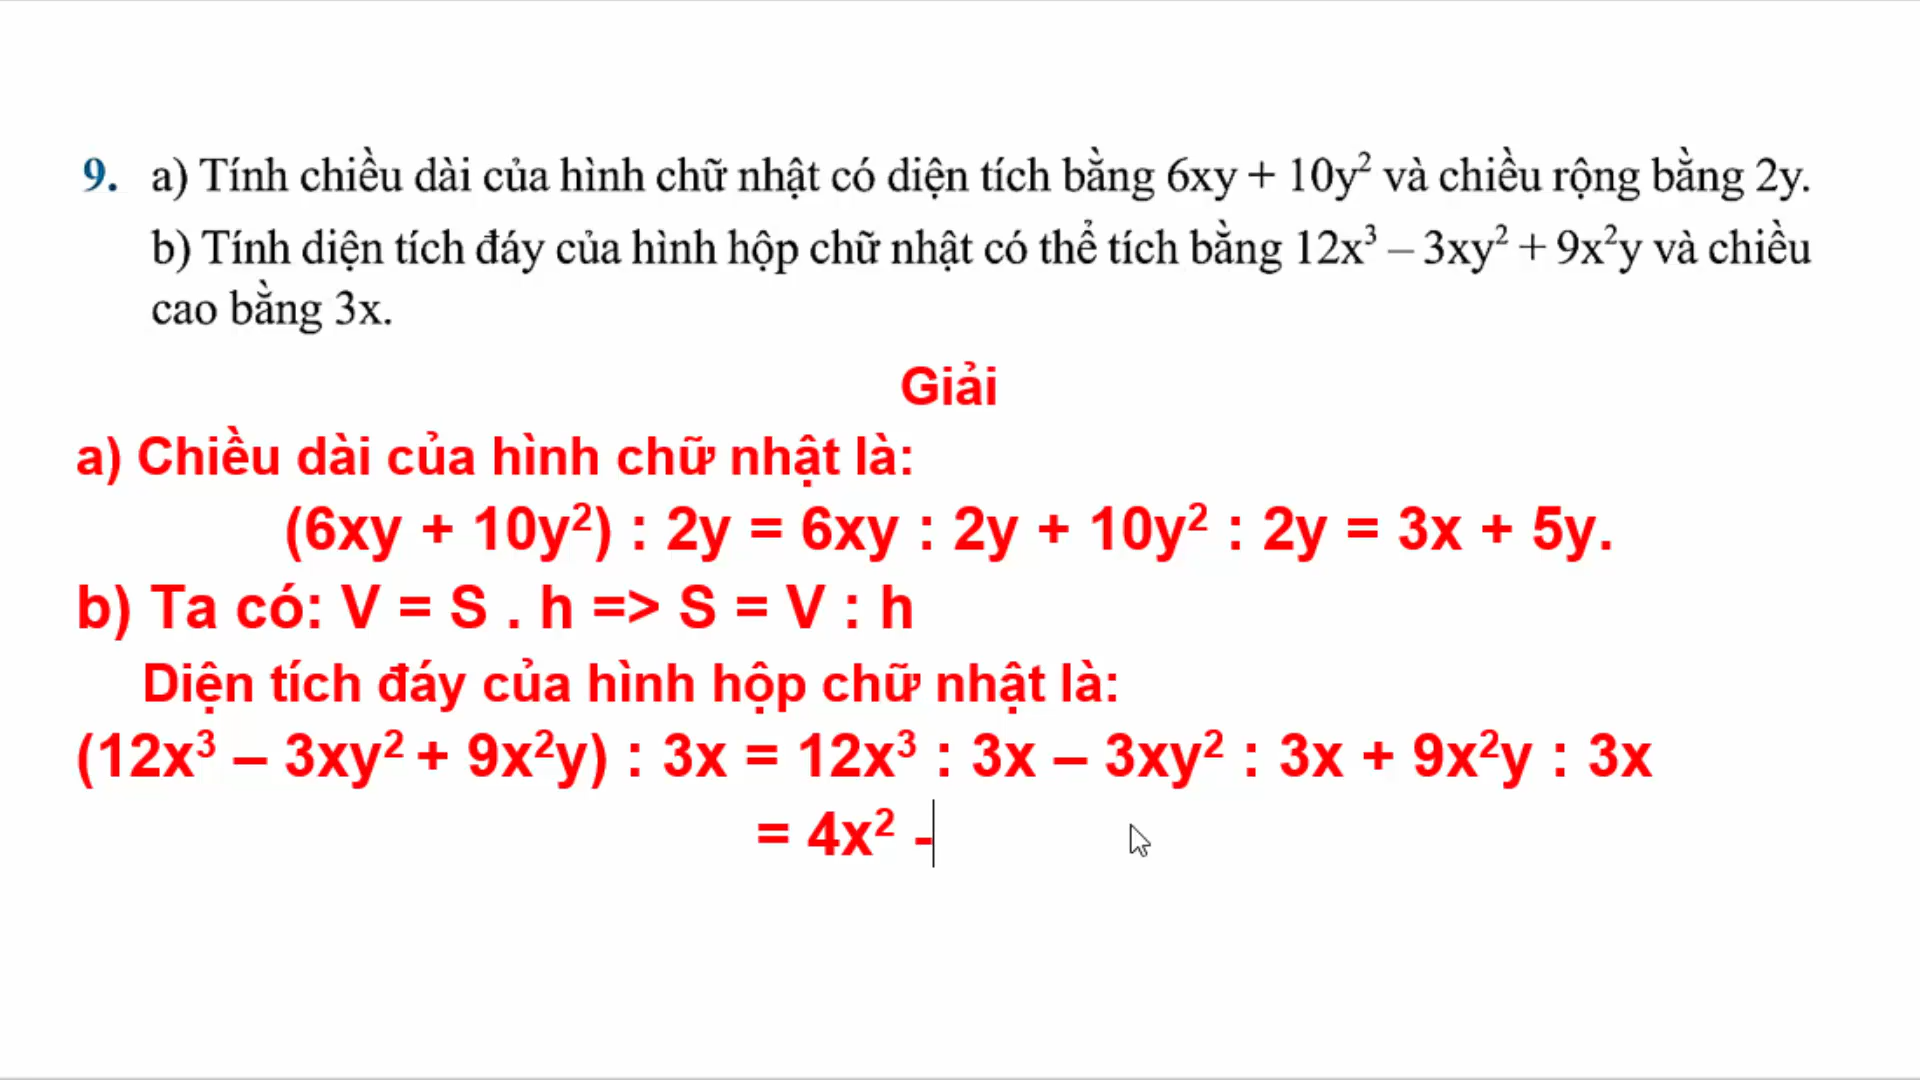 9. a) Tính chiều dài của hình chữ nhật có diện tích bằng 6xy + 10y² và chiều rộng bằng 2y.
b) Tính diện tích đáy của hình hộp chữ nhật có thể tích bằng 12x³ – 3xy² + 9x²y và chiều
cao bằng 3x.
Giải
a) Chiều dài của hình chữ nhật là:
(6xy + 10y²) : 2y = 6xy : 2y + 10y² : 2y = 3x + 5y.
b) Ta có: V = S . h => S = V : h
Diện tích đáy của hình hộp chữ nhật là:
(12x³ – 3xy² + 9x²y) : 3x = 12x³ : 3x – 3xy² : 3x + 9x²y : 3x
= 4x² -